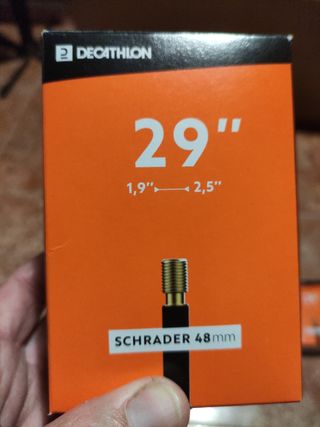 DECATHLON
29"
1,9" 2,5"
SCHRADER 48mm